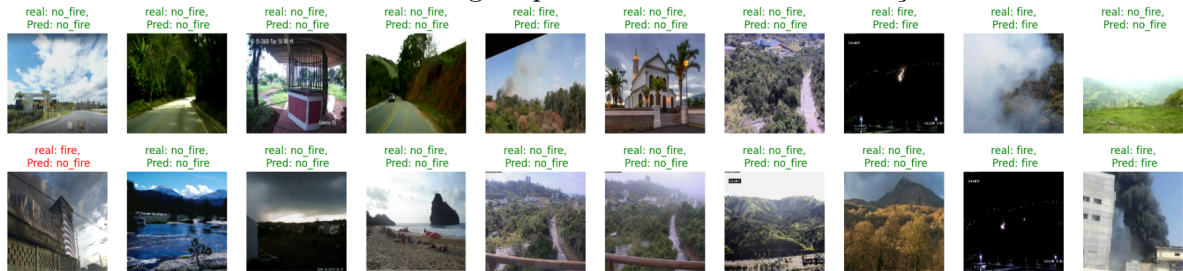 real: no_fire, real: no_fire, real: no_fire, real: no_fire, real: fire, real: no_fire, real: no_fire, real: fire, real: fire, real: no_fire,
Pred: no_fire Pred: no_fire Pred: no_fire Pred: no_fire Pred: fire Pred: no_fire Pred: no_fire Pred: fire Pred: fire Pred: no_fire
real: fire, real: no_fire, real: no_fire, real: no_fire, real: no_fire, real: no_fire, real: no_fire, real: no_fire, real: fire, real: fire,
Pred: no_fire Pred: no_fire Pred: no_fire Pred: no_fire Pred: no_fire Pred: no_fire Pred: no_fire Pred: no_fire Pred: fire Pred: fire